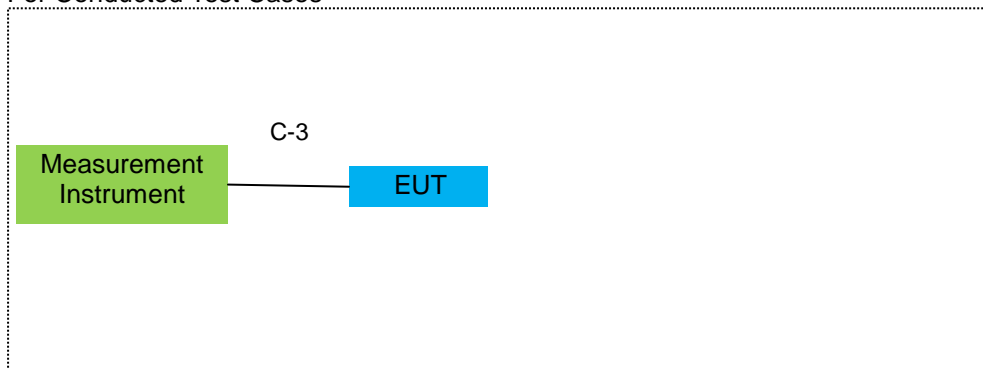 For Conducted Test Cases
C-3
Measurement
Instrument
EUT